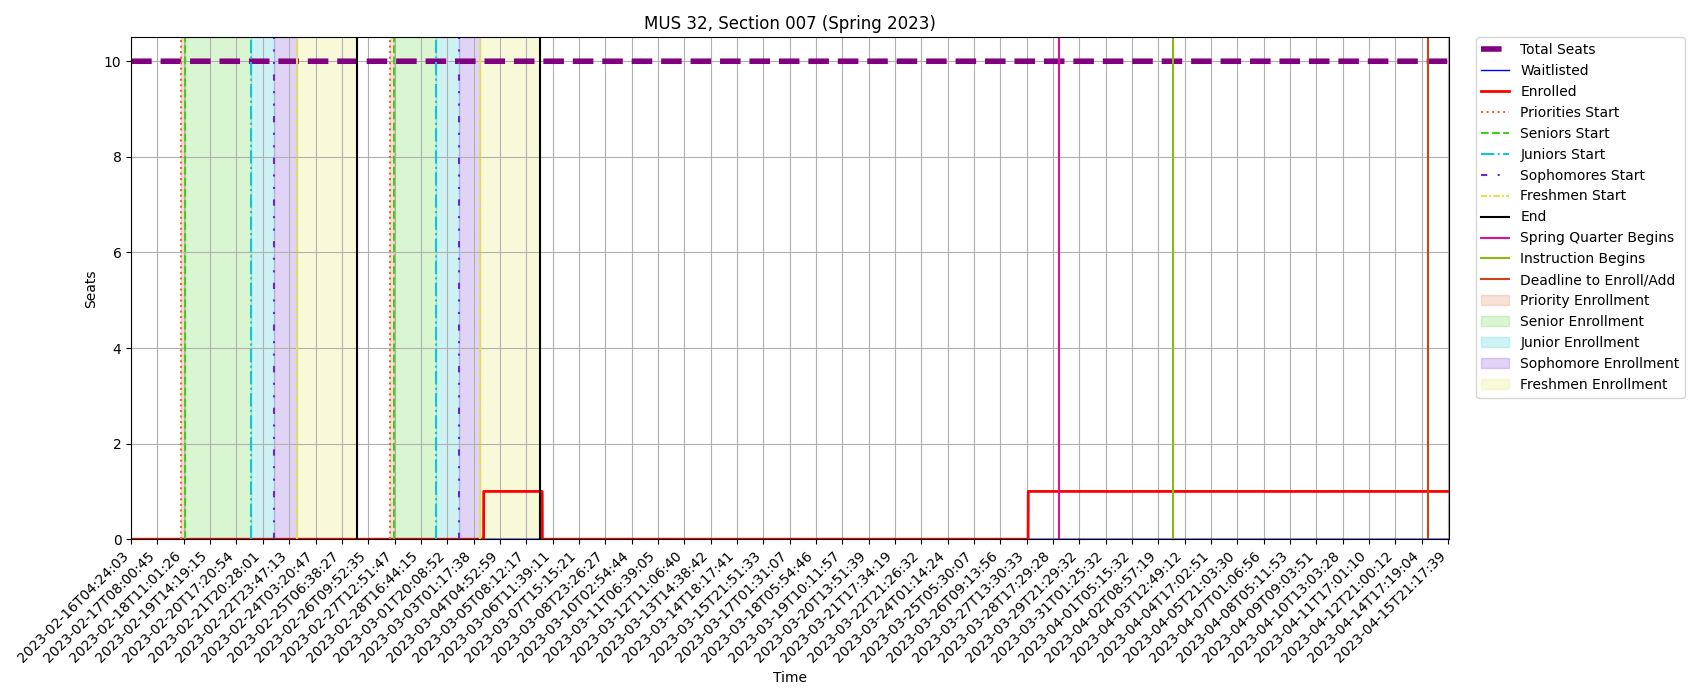 MUS 32, Section 007 (Spring 2023)
10
8
6
4
2
0
Seats
2023-02-16T04:24:03
2023-02-17T08:00:45
2023-02-18T11:01:26
2023-02-19T14:19:15
2023-02-20T17:20:54
2023-02-21T20:28:01
2023-02-22T23:47:13
2023-02-24T03:20:47
2023-02-25T06:38:27
2023-02-26T09:52:35
2023-02-27T12:51:47
2023-02-28T16:44:15
2023-03-01T20:08:52
2023-03-03T01:17:38
2023-03-04T04:52:59
2023-03-05T08:12:17
2023-03-06T11:39:11
2023-03-07T15:15:21
2023-03-08T23:26:27
2023-03-10T02:54:44
2023-03-11T06:39:05
2023-03-12T11:06:40
2023-03-13T14:38:42
2023-03-14T18:17:41
2023-03-15T21:51:33
2023-03-17T01:31:07
2023-03-18T05:54:46
2023-03-19T10:11:57
2023-03-20T13:51:39
2023-03-21T17:34:19
2023-03-22T21:26:32
2023-03-24T01:14:24
2023-03-25T05:30:07
2023-03-26T09:13:56
2023-03-27T13:30:33
2023-03-28T17:29:28
2023-03-29T21:29:32
2023-03-31T01:25:32
2023-04-01T05:15:32
2023-04-02T08:57:19
2023-04-03T12:49:12
2023-04-04T17:02:51
2023-04-05T21:03:30
2023-04-07T01:06:56
2023-04-08T05:11:53
2023-04-09T09:03:51
2023-04-10T13:03:28
2023-04-11T17:01:10
2023-04-12T21:00:12
2023-04-14T17:19:04
2023-04-15T21:17:39
Time
Total Seats
Waitlisted
Enrolled
Priorities Start
Seniors Start
Juniors Start
Sophomores Start
Freshmen Start
End
Spring Quarter Begins
Instruction Begins
Deadline to Enroll/Add
Priority Enrollment
Senior Enrollment
Junior Enrollment
Sophomore Enrollment
Freshmen Enrollment